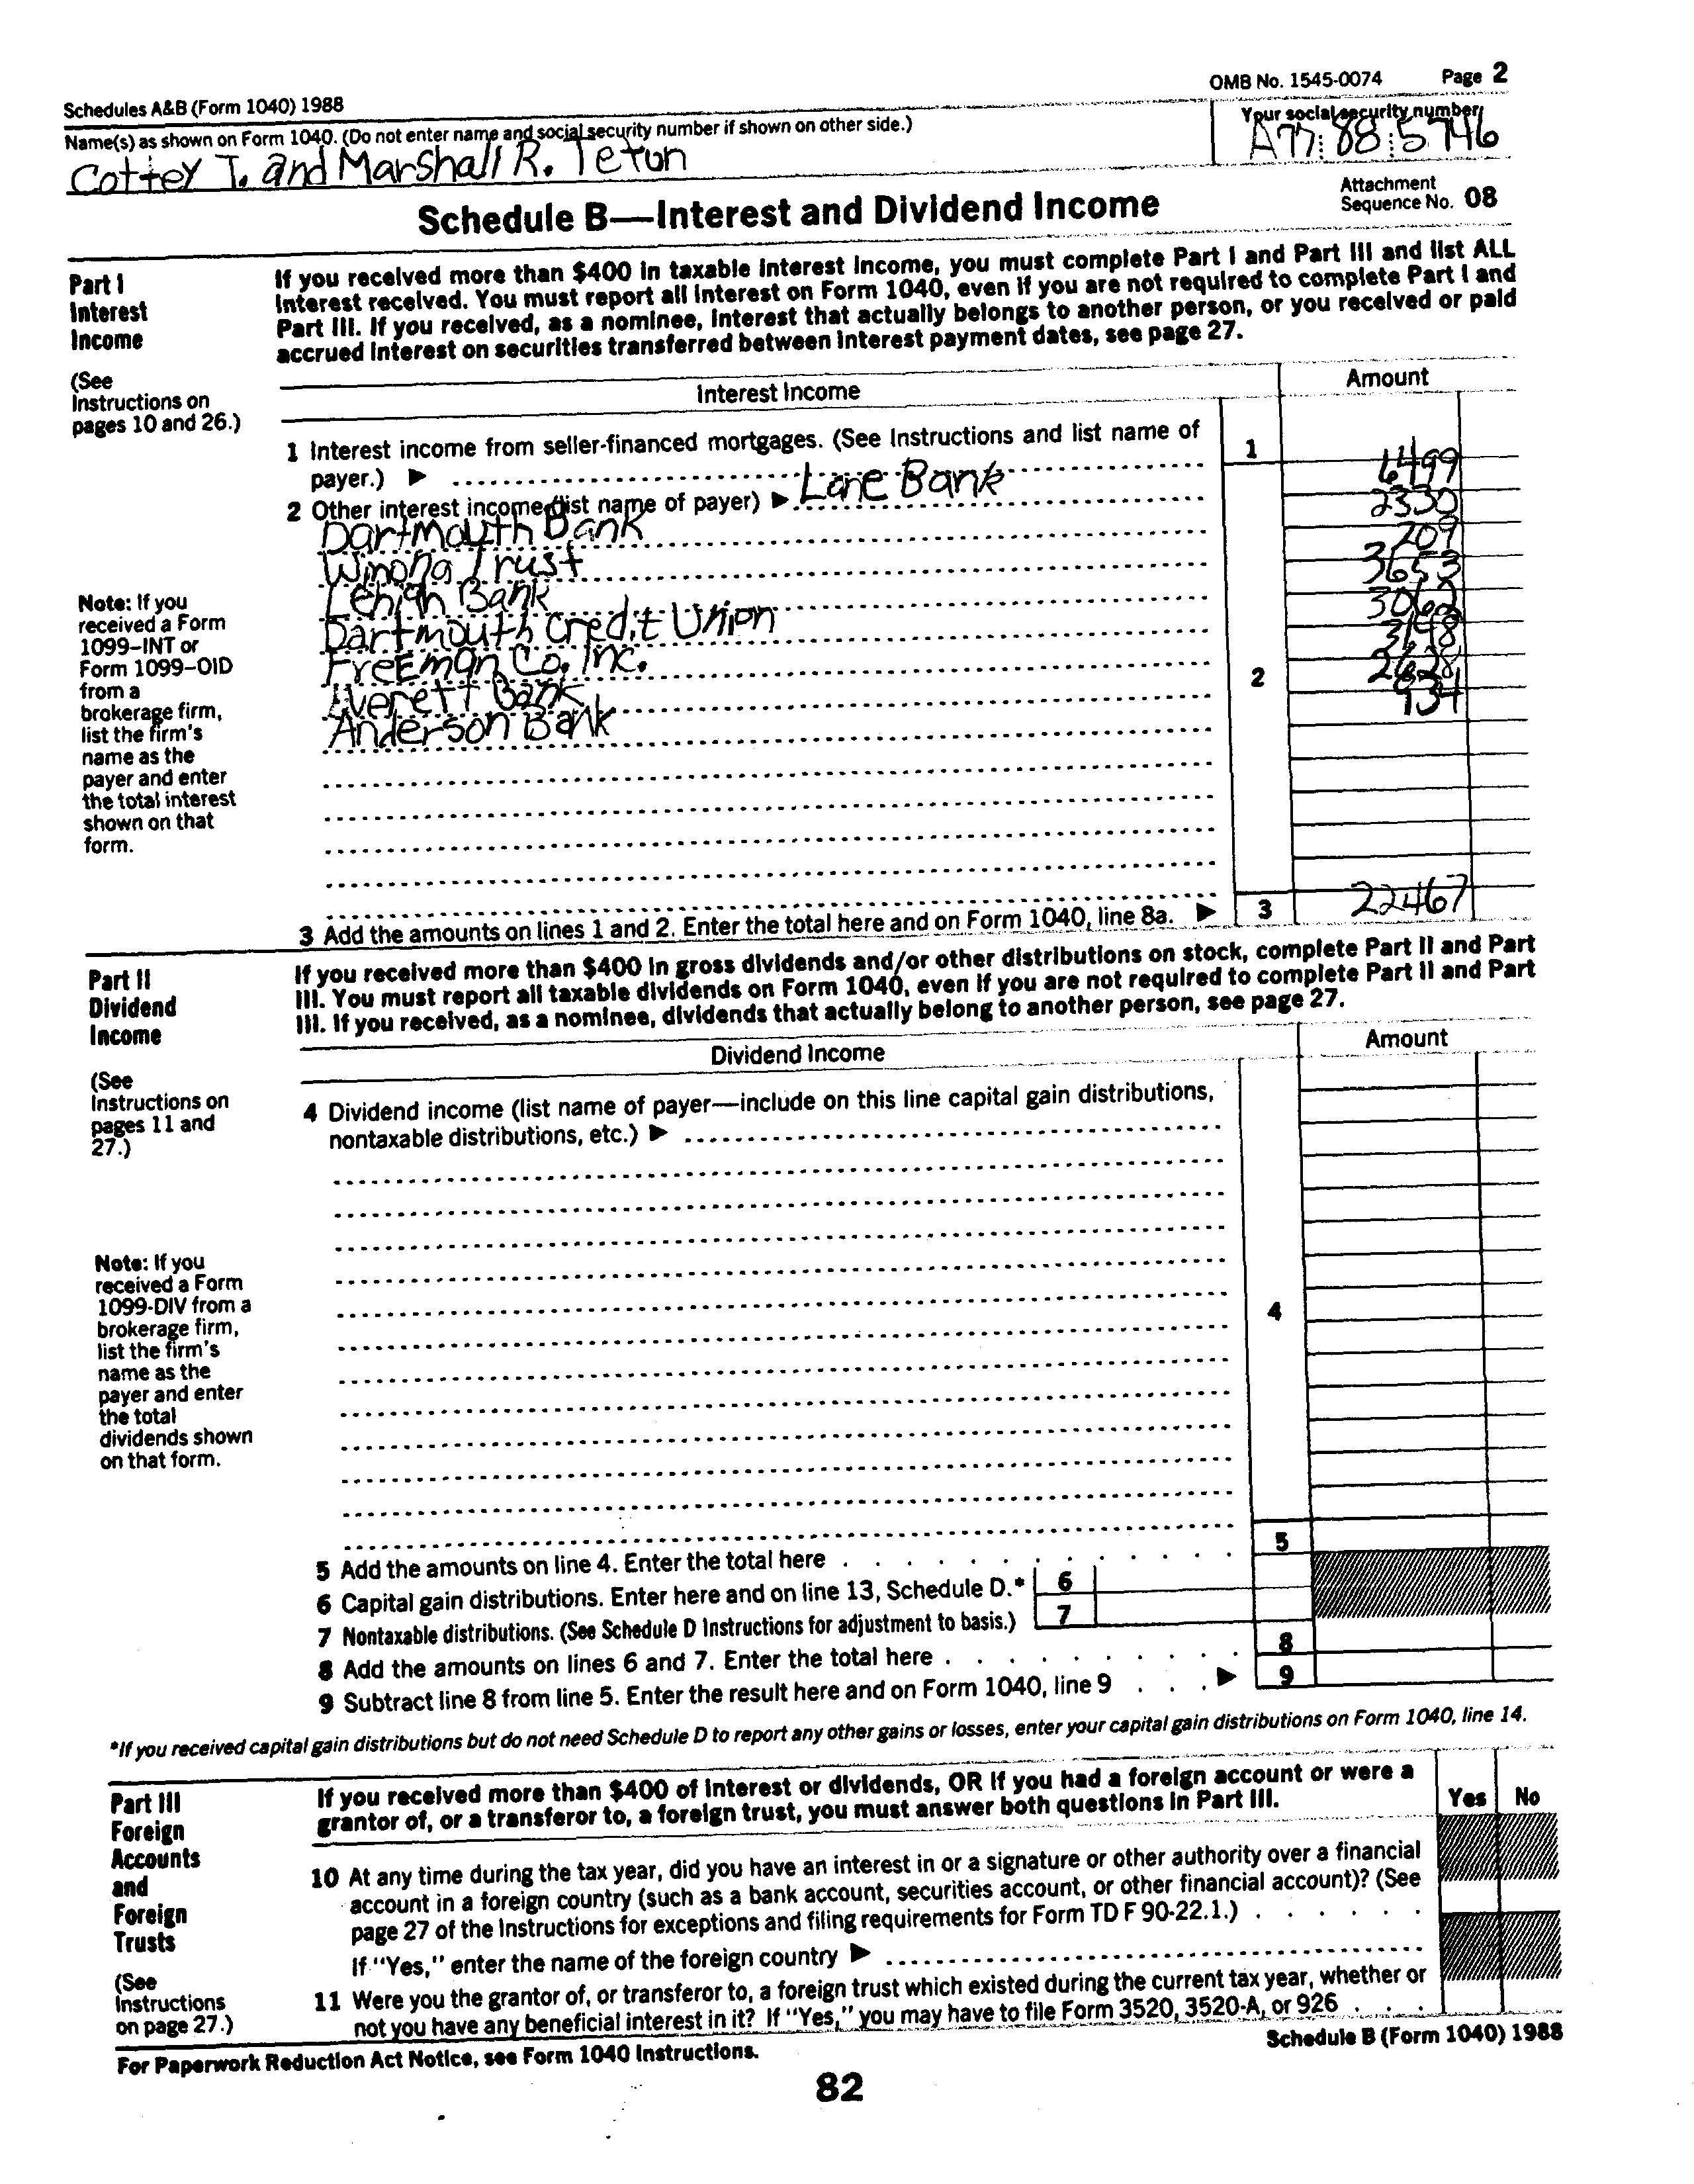 Schedules A&B (Form 1040) 1988
OMB No. 1545-0074 Page 2
Name(s) as shown on Form 1040. (Do not enter name and social security number if shown on other side.)
Your social security number
Cottey T. and Marshall R. Teton
A77:88:5746
Schedule B—Interest and Dividend Income
Attachment
Sequence No. 08
Part I
Interest
Income
(See
Instructions on
pages 10 and 26.)
If you received more than $400 in taxable interest income, you must complete Part I and Part III and list ALL
interest received. You must report all interest on Form 1040, even if you are not required to complete Part I and
Part III. If you received, as a nominee, interest that actually belongs to another person, or you received or paid
accrued interest on securities transferred between interest payment dates, see page 27.
Interest Income
Amount
1 Interest income from seller-financed mortgages. (See Instructions and list name of
payer.) ▶
1
2 Other interest income (list name of payer) ▶ Lane Bank 6499
Dartmouth Bank 2330
Winona Trust 209
Lehigh Bank 3653
Dartmouth Credit Union
Freeman Co. Inc.
Everett Bank 2628
Anderson Bank 934
2
Note: If you
received a Form
1099–INT or
Form 1099–OID
from a
brokerage firm,
list the firm's
name as the
payer and enter
the total interest
shown on that
form.
3 Add the amounts on lines 1 and 2. Enter the total here and on Form 1040, line 8a. ▶ 3 22467
Part II
Dividend
Income
(See
Instructions on
pages 11 and
27.)
If you received more than $400 in gross dividends and/or other distributions on stock, complete Part II and Part
III. You must report all taxable dividends on Form 1040, even if you are not required to complete Part II and Part
III. If you received, as a nominee, dividends that actually belong to another person, see page 27.
Dividend Income
Amount
4 Dividend income (list name of payer—include on this line capital gain distributions,
nontaxable distributions, etc.) ▶
4
Note: If you
received a Form
1099-DIV from a
brokerage firm,
list the firm's
name as the
payer and enter
the total
dividends shown
on that form.
5 Add the amounts on line 4. Enter the total here . . . 5
6 Capital gain distributions. Enter here and on line 13, Schedule D.* 6
7 Nontaxable distributions. (See Schedule D Instructions for adjustment to basis.) 7
8 Add the amounts on lines 6 and 7. Enter the total here . . . 8
9 Subtract line 8 from line 5. Enter the result here and on Form 1040, line 9 . . . ▶ 9
*If you received capital gain distributions but do not need Schedule D to report any other gains or losses, enter your capital gain distributions on Form 1040, line 14.
Part III
Foreign
Accounts
and
Foreign
Trusts
(See
Instructions
on page 27.)
If you received more than $400 of interest or dividends, OR if you had a foreign account or were a
grantor of, or a transferor to, a foreign trust, you must answer both questions in Part III.
Yes No
10 At any time during the tax year, did you have an interest in or a signature or other authority over a financial
account in a foreign country (such as a bank account, securities account, or other financial account)? (See
page 27 of the Instructions for exceptions and filing requirements for Form TD F 90-22.1.) . . .
If "Yes," enter the name of the foreign country ▶
11 Were you the grantor of, or transferor to, a foreign trust which existed during the current tax year, whether or
not you have any beneficial interest in it? If "Yes," you may have to file Form 3520, 3520-A, or 926 . . .
For Paperwork Reduction Act Notice, see Form 1040 Instructions.
Schedule B (Form 1040) 1988
82